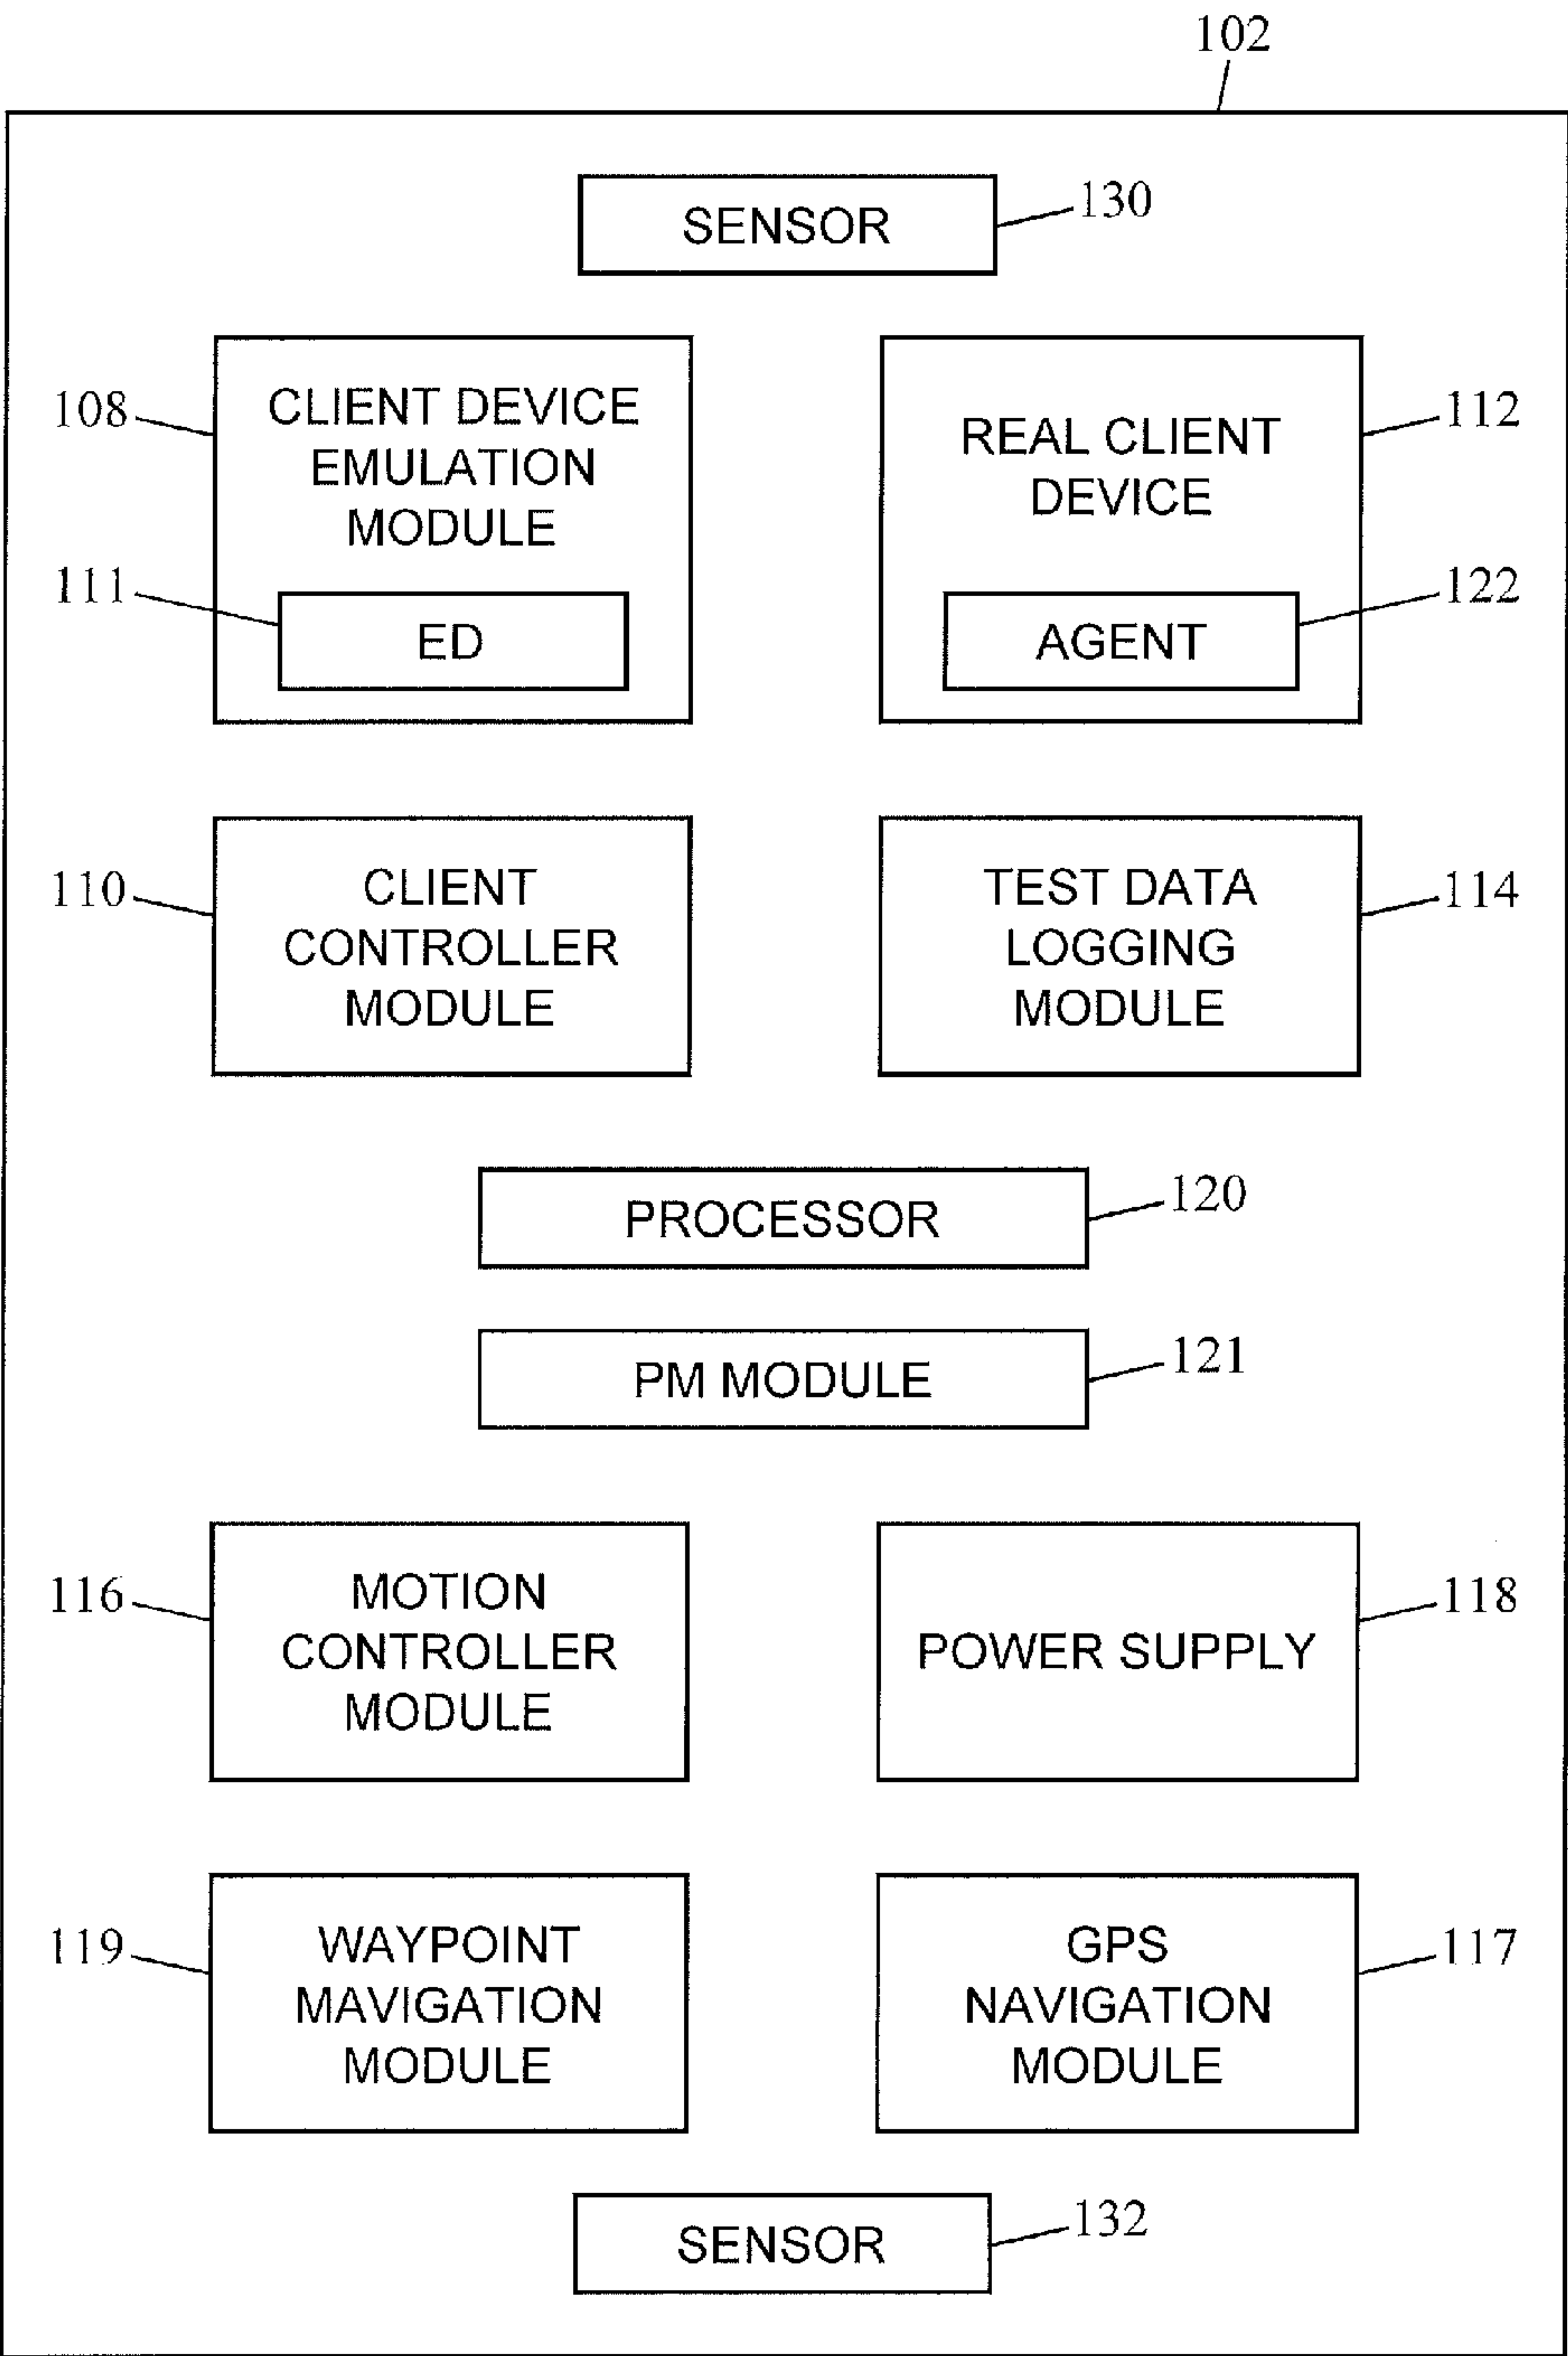 102
SENSOR
130
108
CLIENT DEVICE
EMULATION
MODULE
111
ED
REAL CLIENT
DEVICE
112
AGENT
122
110
CLIENT
CONTROLLER
MODULE
TEST DATA
LOGGING
MODULE
114
PROCESSOR
120
PM MODULE
121
116
MOTION
CONTROLLER
MODULE
POWER SUPPLY
118
119
WAYPOINT
MAVIGATION
MODULE
GPS
NAVIGATION
MODULE
117
SENSOR
132